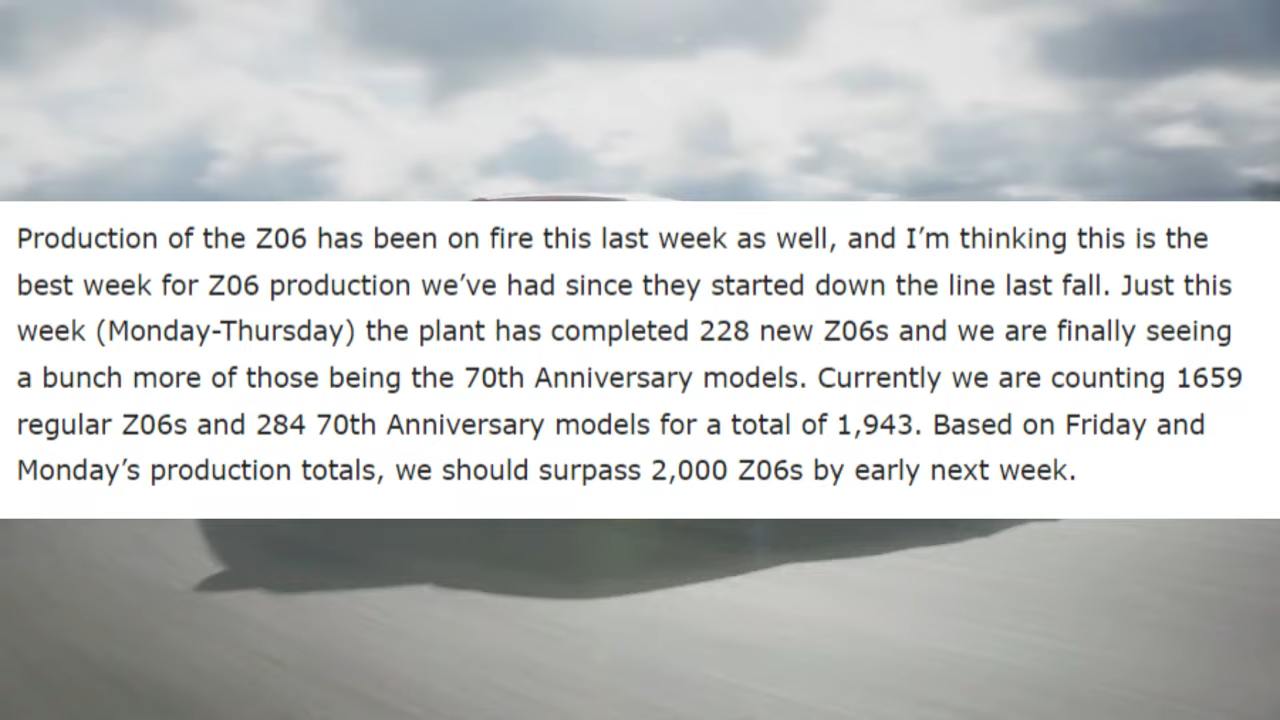 Production of the Z06 has been on fire this last week as well, and I’m thinking this is the
best week for Z06 production we’ve had since they started down the line last fall. Just this
week (Monday-Thursday) the plant has completed 228 new Z06s and we are finally seeing
a bunch more of those being the 70th Anniversary models. Currently we are counting 1659
regular Z06s and 284 70th Anniversary models for a total of 1,943. Based on Friday and
Monday’s production totals, we should surpass 2,000 Z06s by early next week.